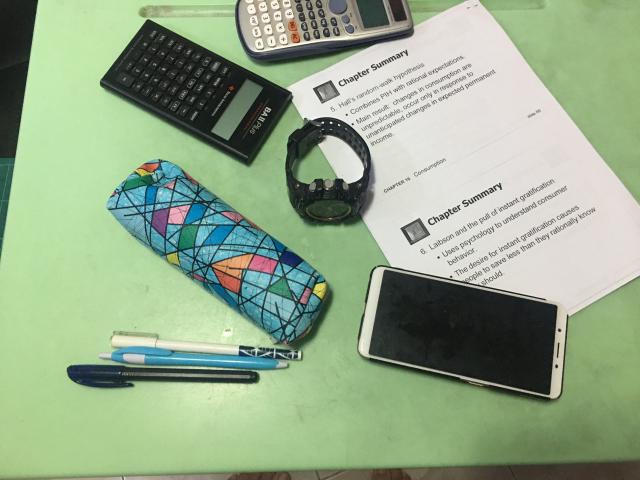 BA II PLUS
TEXAS INSTRUMENTS
Chapter Summary
5. Hall's random-walk hypothesis
• Combines PIH with rational expectations.
• Main result: changes in consumption are
unpredictable, occur only in response to
unanticipated changes in expected permanent
income.
CHAPTER 16 Consumption
Chapter Summary
6. Laibson and the pull of instant gratification
• Uses psychology to understand consumer
behavior.
• The desire for instant gratification causes
people to save less than they rationally know
should.